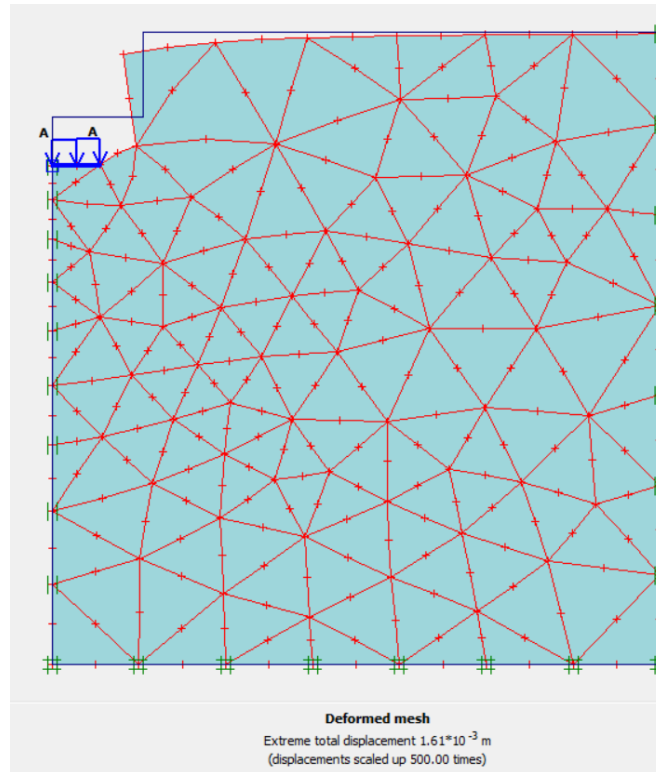 A A
Deformed mesh
Extreme total displacement 1.61*10 -3 m
(displacements scaled up 500.00 times)